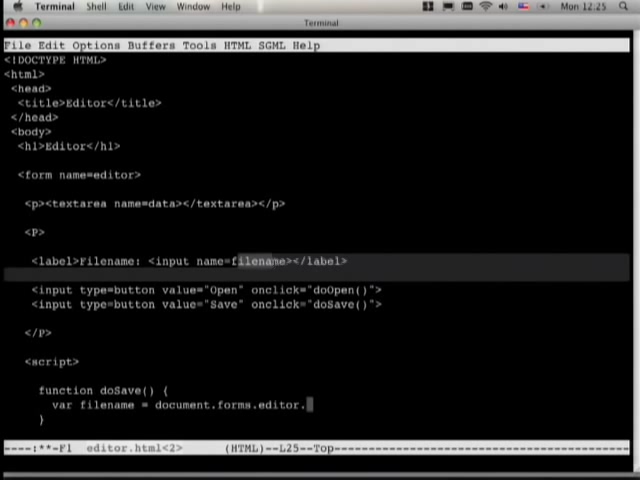 Terminal Shell Edit View Window Help Mon 12.25
Terminal
File Edit Options Buffers Tools HTML SGML Help
<!DOCTYPE HTML>
<html>
<head>
<title>Editor</title>
</head>
<body>
<h1>Editor</h1>
<form name=editor>
<p><textarea name=data></textarea></p>
<P>
<label>Filename: <input name=filename></label>
<input type=button value="Open" onclick="doOpen()">
<input type=button value="Save" onclick="doSave()">
</P>
<script>
function doSave() {
var filename = document.forms.editor.
}
----:**-F1 editor.html<2> (HTML)--L25--Top----------------------------------------